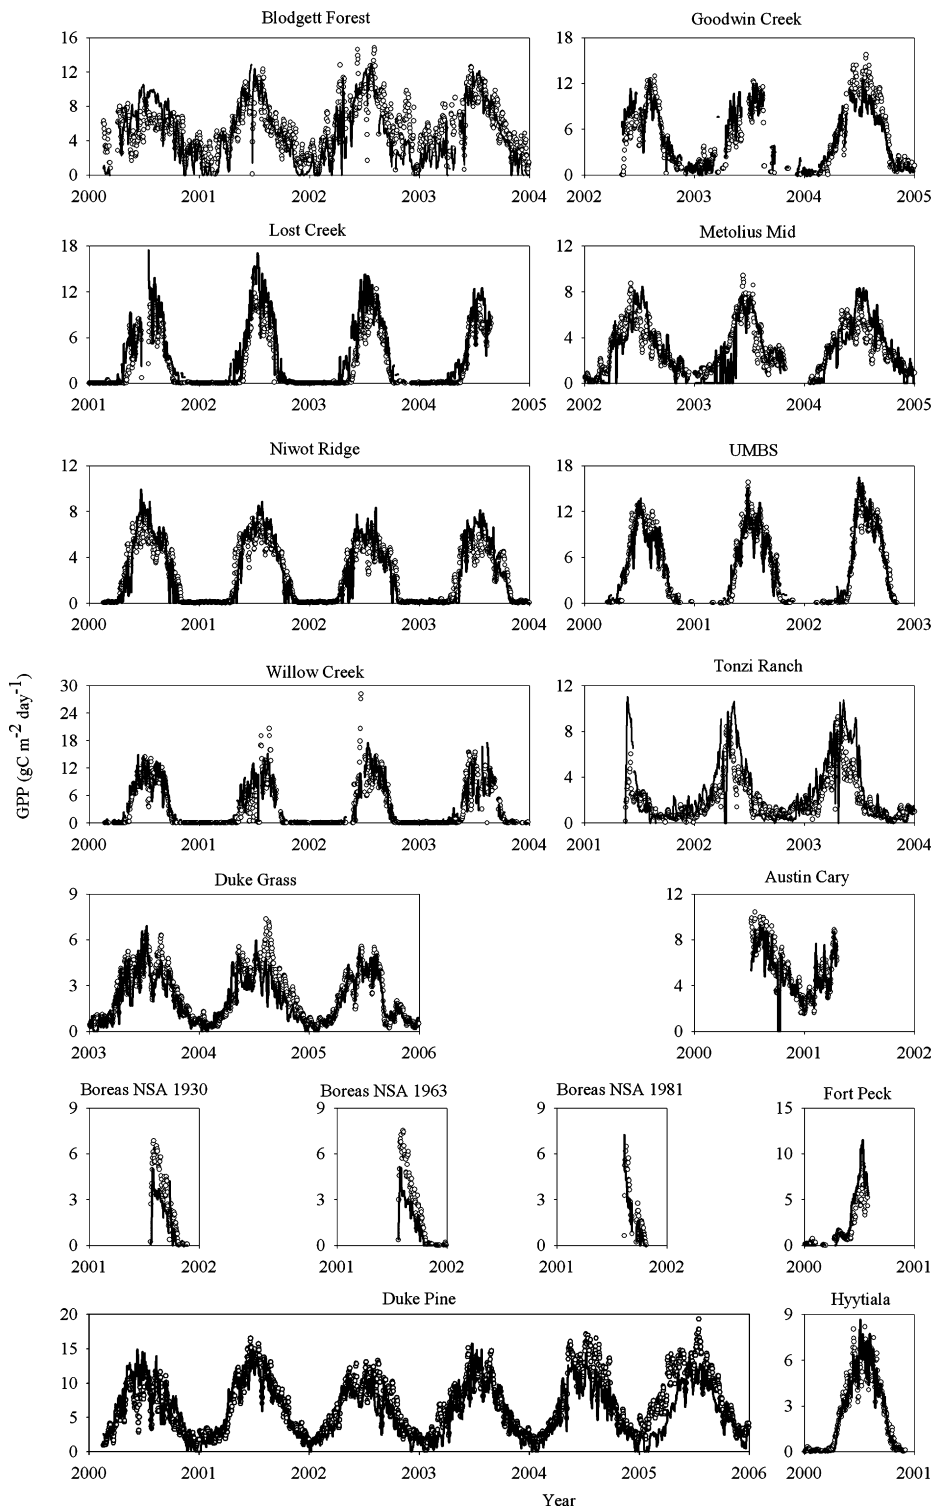 Blodgett Forest
Goodwin Creek
16
12
8
4
0
2000 2001 2002 2003 2004
18
12
6
0
2002 2003 2004 2005
Lost Creek
Metolius Mid
18
12
6
0
2001 2002 2003 2004 2005
12
8
4
0
2002 2003 2004 2005
Niwot Ridge
UMBS
12
8
4
0
2000 2001 2002 2003 2004
18
12
6
0
2000 2001 2002 2003
Willow Creek
Tonzi Ranch
30
24
18
12
6
0
2000 2001 2002 2003 2004
12
8
4
0
2001 2002 2003 2004
GPP (gC m-2 day-1)
Duke Grass
Austin Cary
9
6
3
0
2003 2004 2005 2006
12
8
4
0
2000 2001 2002
Boreas NSA 1930
Boreas NSA 1963
Boreas NSA 1981
Fort Peck
9
6
3
0
2001 2002
9
6
3
0
2001 2002
9
6
3
0
2001 2002
15
10
5
0
2000 2001
Duke Pine
Hyytiala
20
15
10
5
0
2000 2001 2002 2003 2004 2005 2006
9
6
3
0
2000 2001
Year